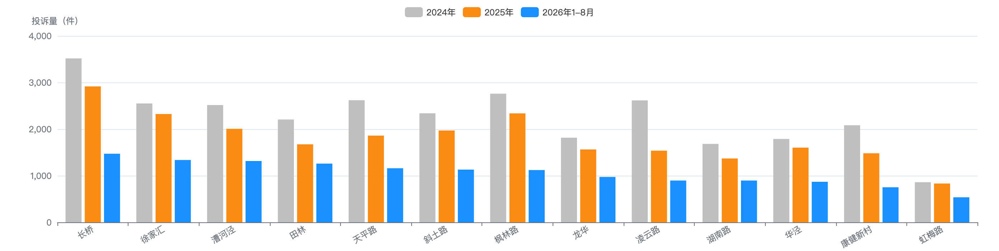 2024年 2025年 2026年1-8月
投诉量（件）
4,000
3,000
2,000
1,000
0
长桥 徐家汇 漕河泾 田林 天平路 斜土路 枫林路 龙华 凌云路 湖南路 华泾 康健新村 虹梅路